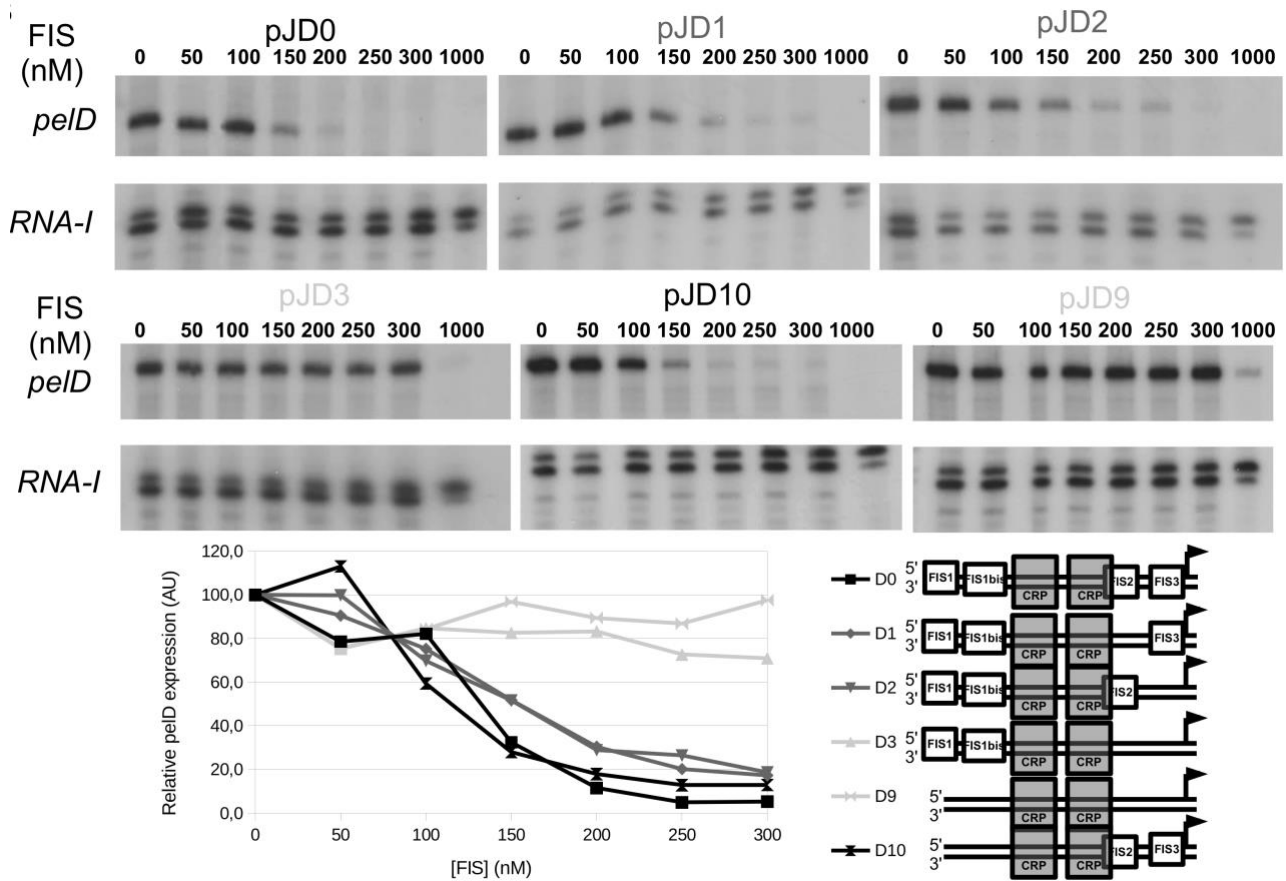 FIS (nM)
pJD0
0 50 100 150 200 250 300 1000
pJD1
0 50 100 150 200 250 300 1000
pJD2
0 50 100 150 200 250 300 1000
pelD
RNA-I
FIS (nM)
pJD3
0 50 100 150 200 250 300 1000
pJD10
0 50 100 150 200 250 300 1000
pJD9
0 50 100 150 200 250 300 1000
pelD
RNA-I
Relative pelD expression (AU)
120,0
100,0
80,0
60,0
40,0
20,0
0,0
0 50 100 150 200 250 300
[FIS] (nM)
D0 5' 3' FIS1 FIS1bis CRP CRP FIS2 FIS3
D1 5' 3' FIS1 FIS1bis CRP CRP FIS3
D2 5' 3' FIS1 FIS1bis CRP CRP FIS2
D3 5' 3' FIS1 FIS1bis CRP CRP
D9 5' 3' CRP CRP
D10 5' 3' CRP CRP FIS2 FIS3